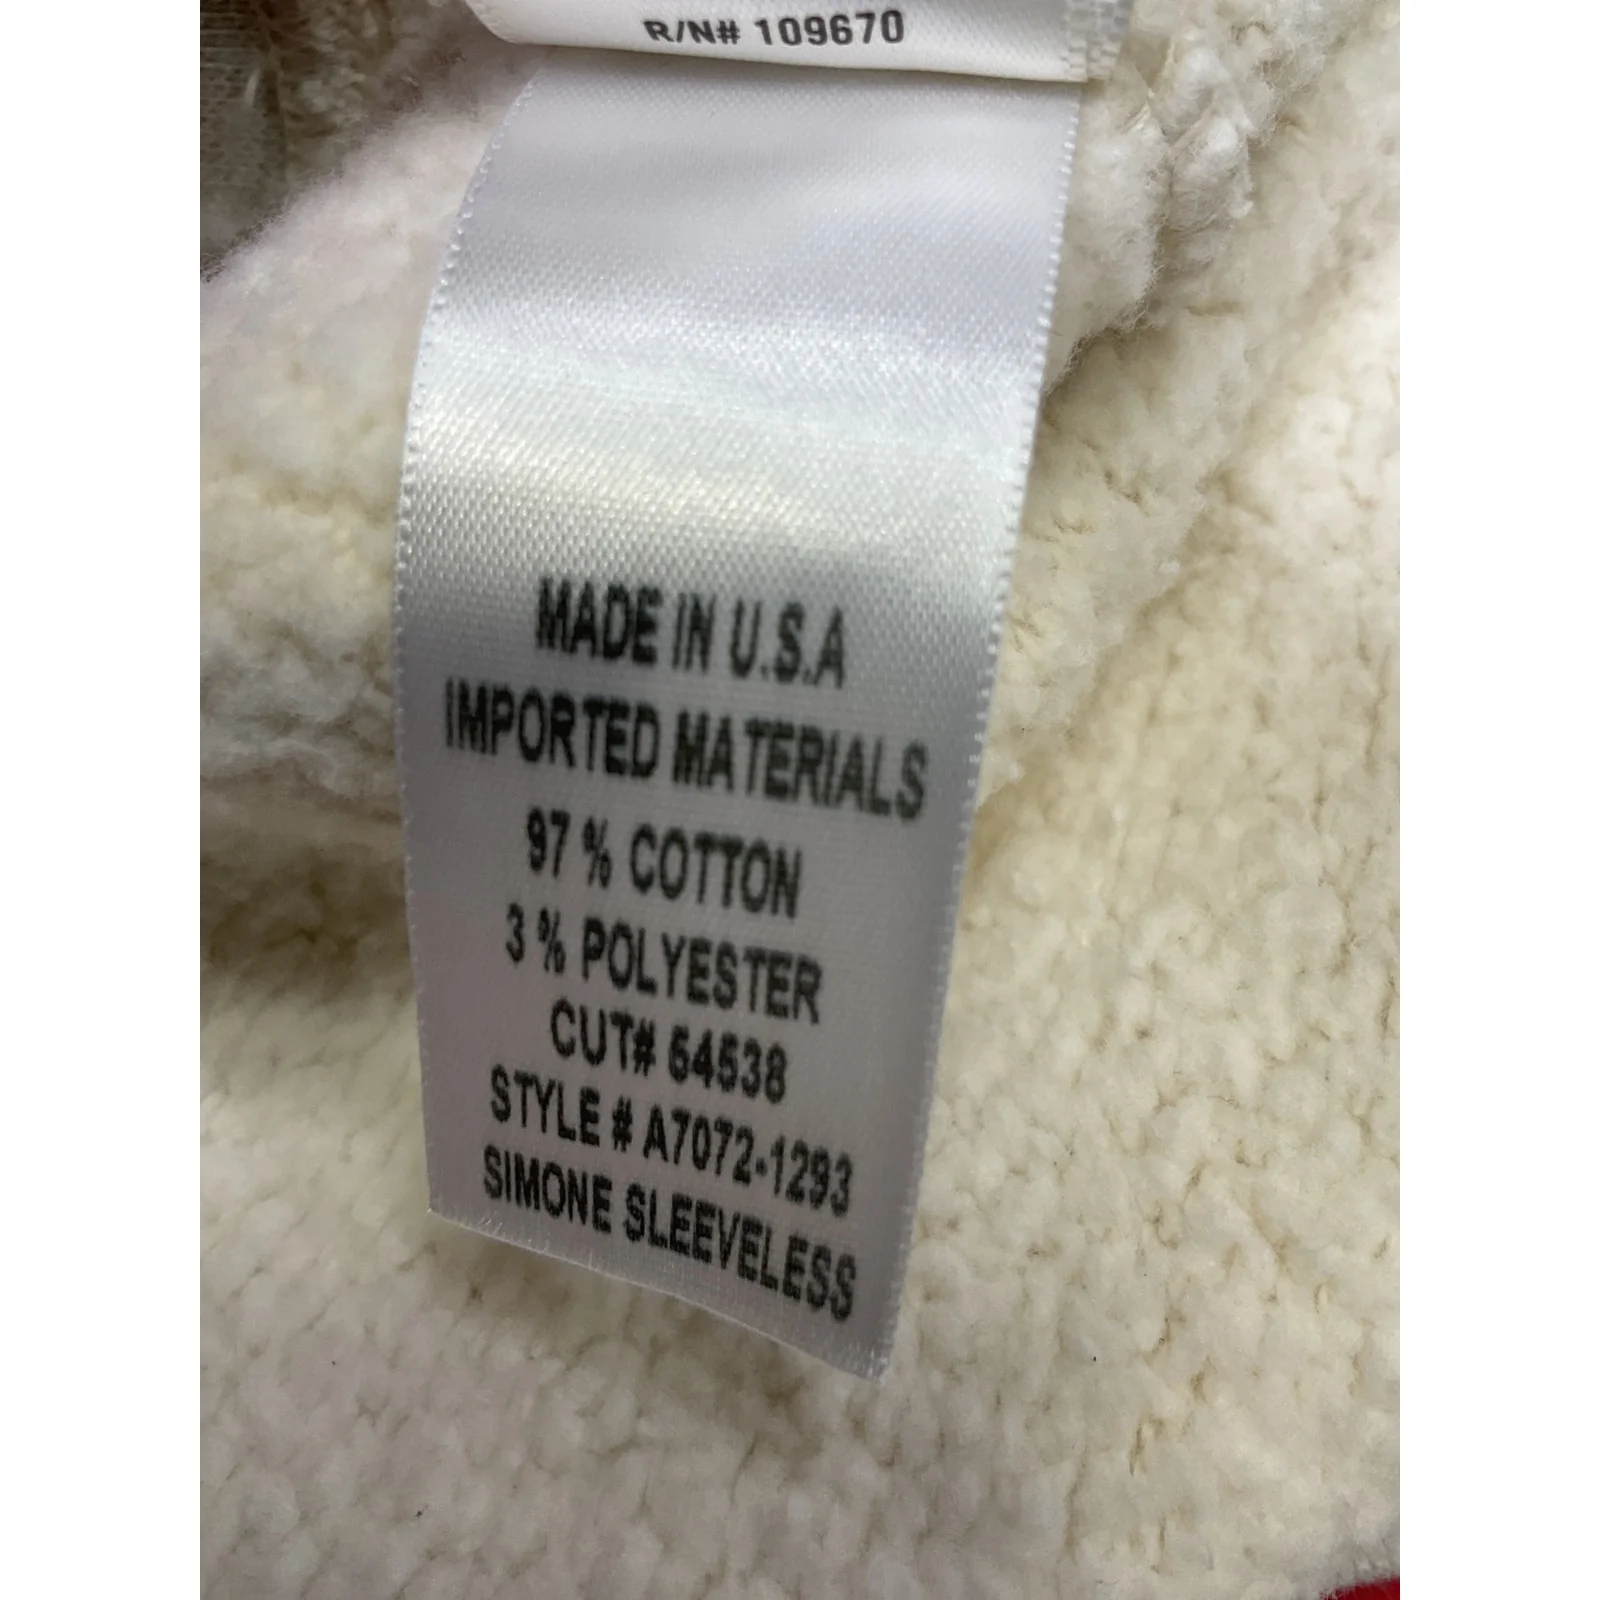 R/N# 109670
MADE IN U.S.A
IMPORTED MATERIALS
97 % COTTON
3 % POLYESTER
CUT# 64538
STYLE # A7072-1293
SIMONE SLEEVELESS